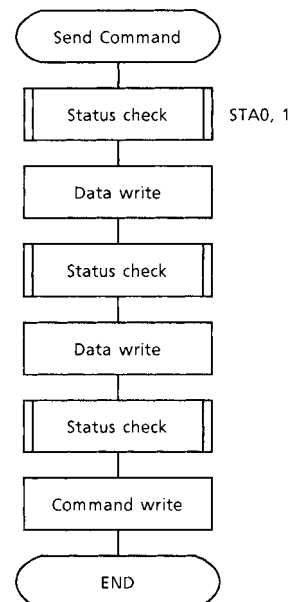 Send Command
Status check
STA0, 1
Data write
Status check
Data write
Status check
Command write
END